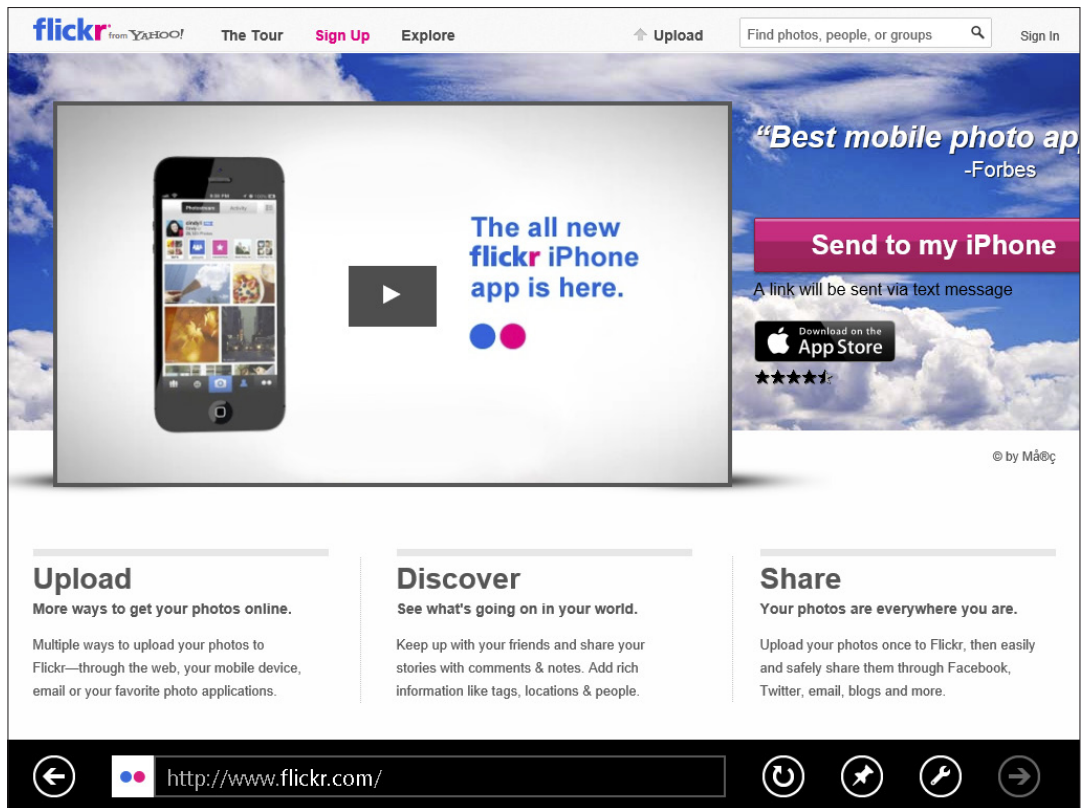 flickr from YAHOO! The Tour Sign Up Explore Upload Find photos, people, or groups Sign In
“Best mobile photo ap
-Forbes
The all new
flickr iPhone
app is here.
Send to my iPhone
A link will be sent via text message
Download on the
App Store
© by Må®ç
Upload
More ways to get your photos online.
Multiple ways to upload your photos to
Flickr—through the web, your mobile device,
email or your favorite photo applications.
Discover
See what's going on in your world.
Keep up with your friends and share your
stories with comments & notes. Add rich
information like tags, locations & people.
Share
Your photos are everywhere you are.
Upload your photos once to Flickr, then easily
and safely share them through Facebook,
Twitter, email, blogs and more.
http://www.flickr.com/